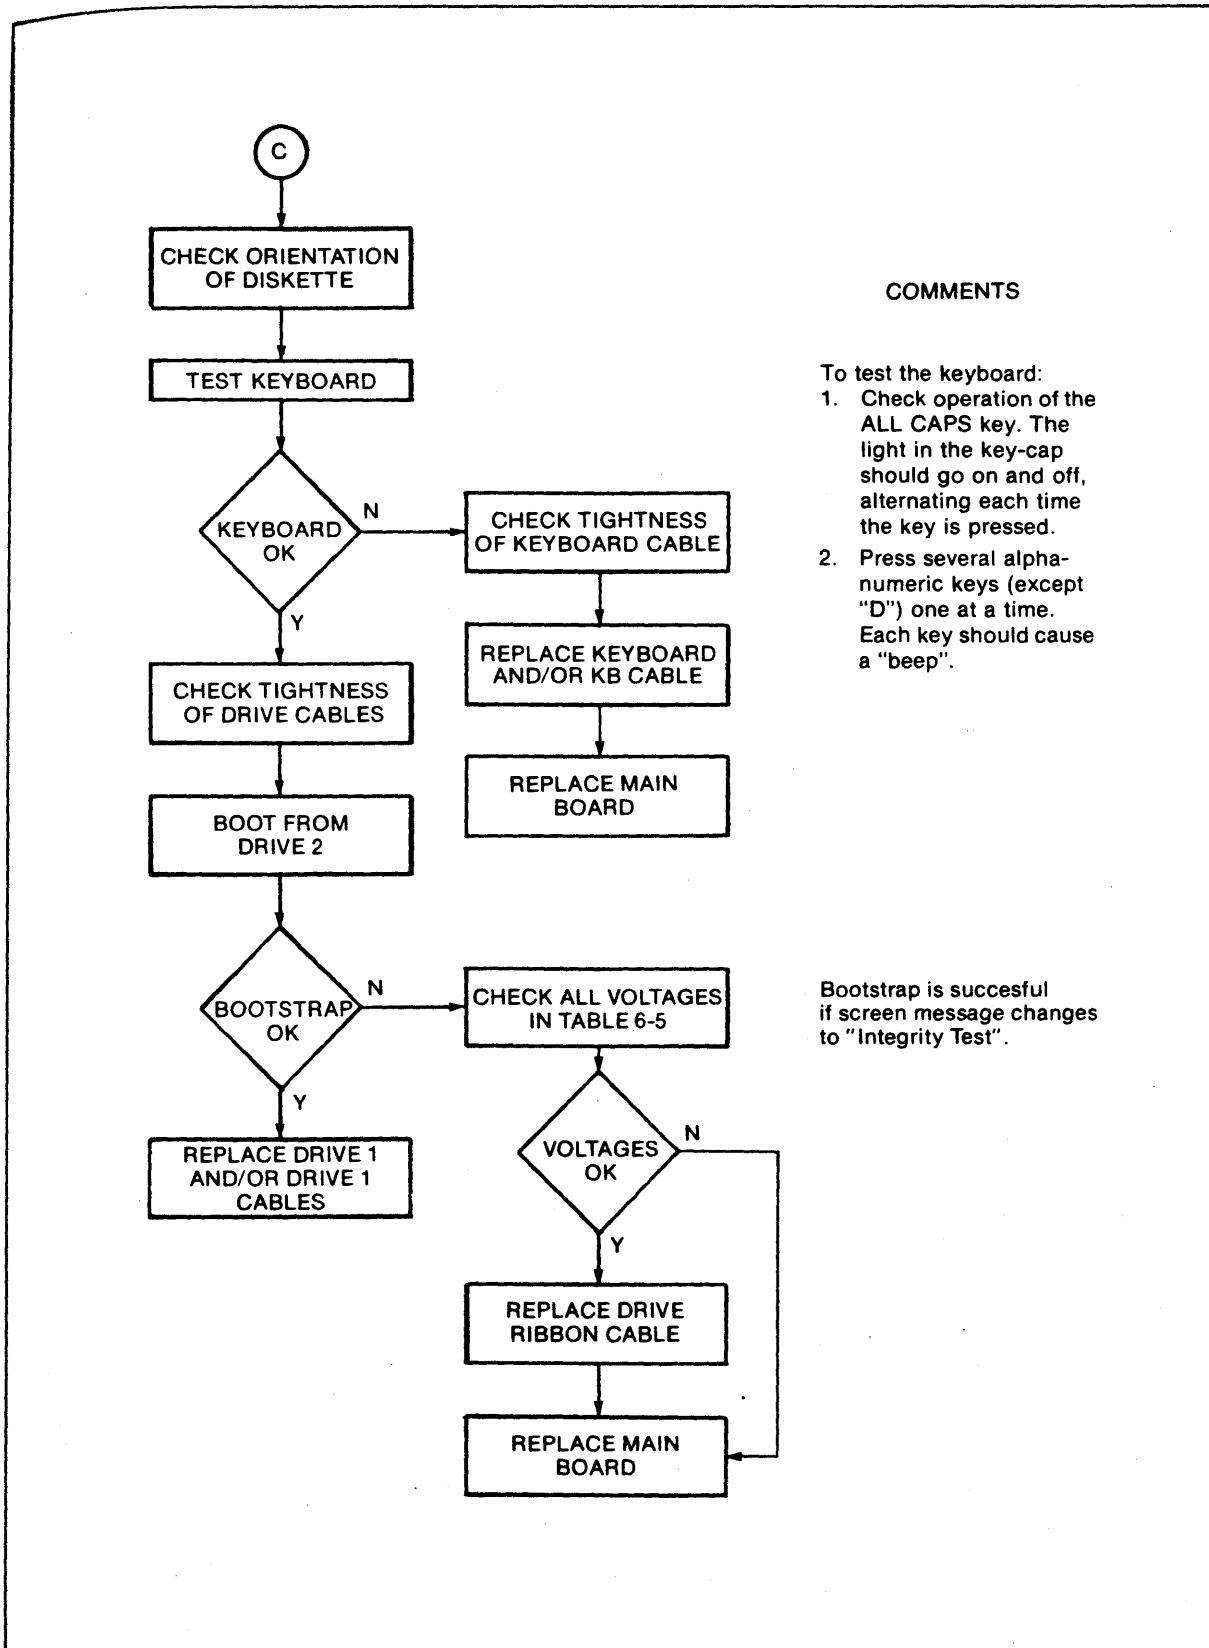 C
CHECK ORIENTATION
OF DISKETTE
COMMENTS
TEST KEYBOARD
To test the keyboard:
1. Check operation of the
ALL CAPS key. The
light in the key-cap
should go on and off,
alternating each time
the key is pressed.
2. Press several alpha-
numeric keys (except
"D") one at a time.
Each key should cause
a "beep".
KEYBOARD
OK
N
CHECK TIGHTNESS
OF KEYBOARD CABLE
Y
REPLACE KEYBOARD
AND/OR KB CABLE
CHECK TIGHTNESS
OF DRIVE CABLES
REPLACE MAIN
BOARD
BOOT FROM
DRIVE 2
BOOTSTRAP
OK
N
CHECK ALL VOLTAGES
IN TABLE 6-5
Bootstrap is succesful
if screen message changes
to "Integrity Test".
Y
REPLACE DRIVE 1
AND/OR DRIVE 1
CABLES
VOLTAGES
OK
N
Y
REPLACE DRIVE
RIBBON CABLE
REPLACE MAIN
BOARD